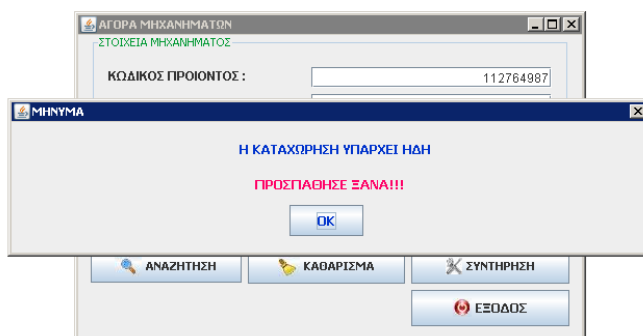 ΑΓΟΡΑ ΜΗΧΑΝΗΜΑΤΩΝ
ΣΤΟΙΧΕΙΑ ΜΗΧΑΝΗΜΑΤΟΣ
ΚΩΔΙΚΟΣ ΠΡΟΙΟΝΤΟΣ : 112764987
ΜΗΝΥΜΑ
Η ΚΑΤΑΧΩΡΗΣΗ ΥΠΑΡΧΕΙ ΗΔΗ
ΠΡΟΣΠΑΘΗΣΕ ΞΑΝΑ!!!
OK
ΑΝΑΖΗΤΗΣΗ ΚΑΘΑΡΙΣΜΑ ΣΥΝΤΗΡΗΣΗ
ΕΞΟΔΟΣ